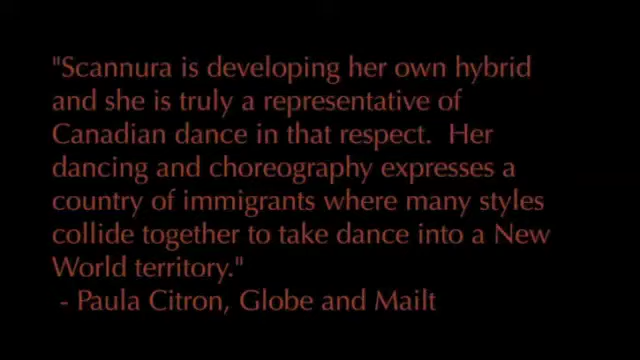 "Scannura is developing her own hybrid
and she is truly a representative of
Canadian dance in that respect.  Her
dancing and choreography expresses a
country of immigrants where many styles
collide together to take dance into a New
World territory."
- Paula Citron, Globe and Mailt